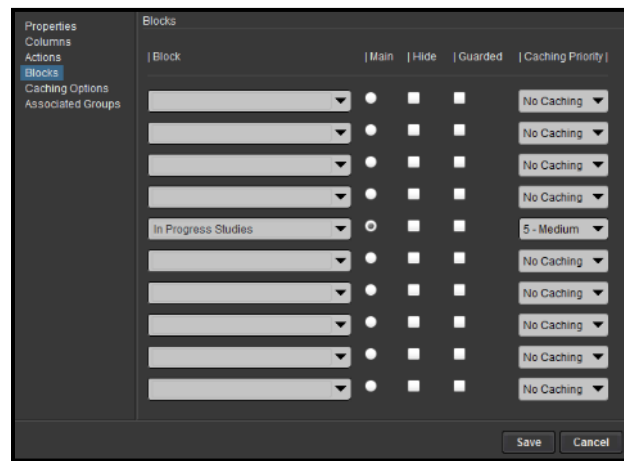 Properties
Columns
Actions
Blocks
Caching Options
Associated Groups
Blocks
|Block |Main |Hide |Guarded |Caching Priority|
No Caching
No Caching
No Caching
No Caching
In Progress Studies 5 - Medium
No Caching
No Caching
No Caching
No Caching
No Caching
Save Cancel